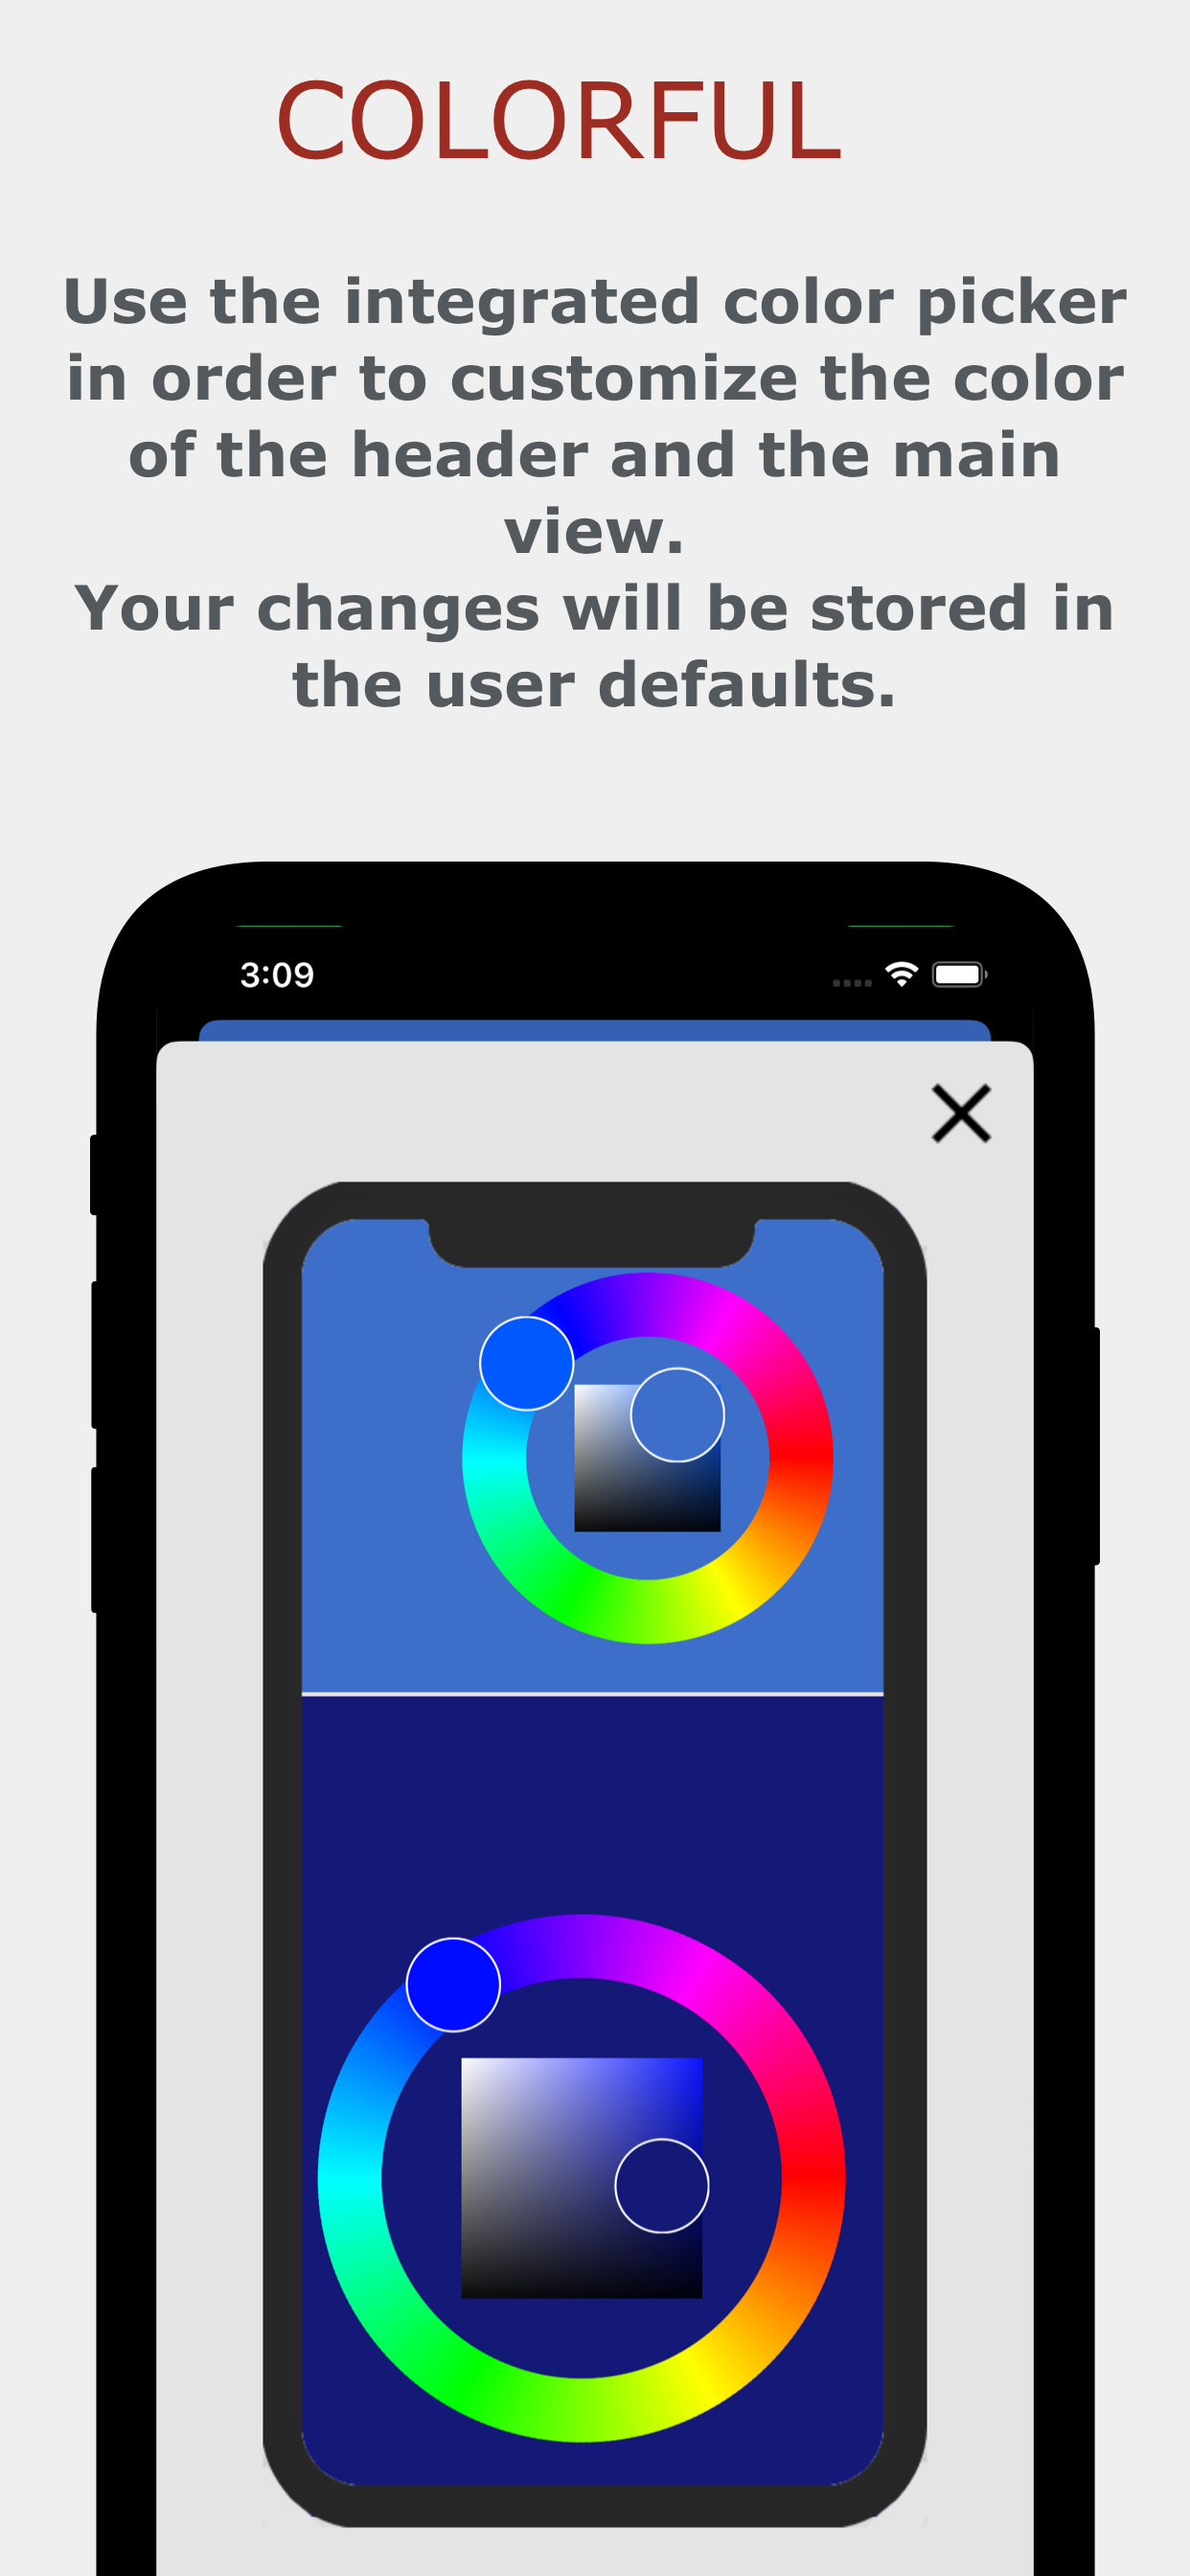 COLORFUL
Use the integrated color picker
in order to customize the color
of the header and the main
view.
Your changes will be stored in
the user defaults.
3:09